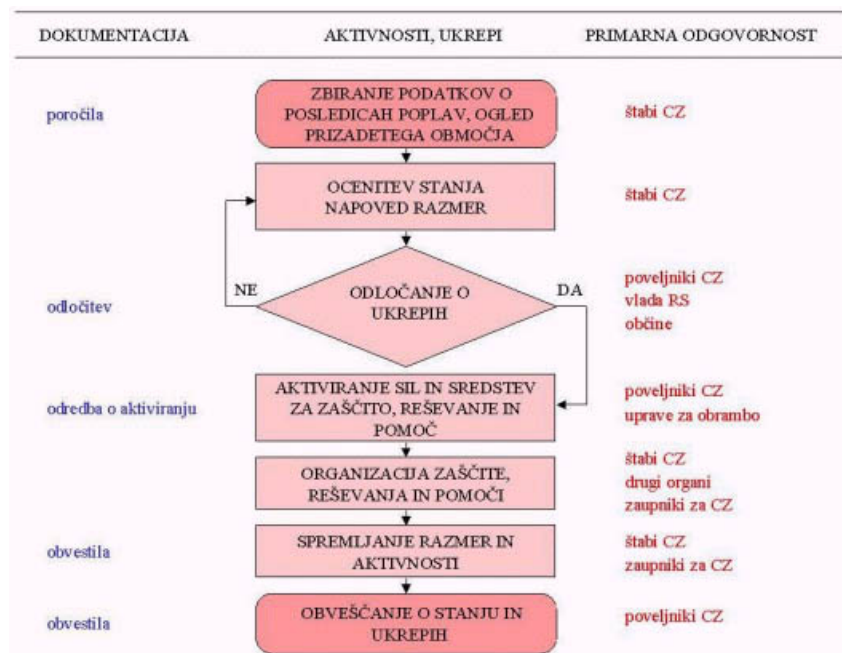 DOKUMENTACIJA
AKTIVNOSTI, UKREPI
PRIMARNA ODGOVORNOST
poročila
ZBIRANJE PODATKOV O
POSLEDICAH POPLAV, OGLED
PRIZADETEGA OBMOČJA
štabi CZ
OCENITEV STANJA
NAPOVED RAZMER
štabi CZ
odločitev
NE
ODLOČANJE O
UKREPIH
DA
poveljniki CZ
vlada RS
občine
odredba o aktiviranju
AKTIVIRANJE SIL IN SREDSTEV
ZA ZAŠČITO, REŠEVANJE IN
POMOČ
poveljniki CZ
uprave za obrambo
ORGANIZACIJA ZAŠČITE,
REŠEVANJA IN POMOČI
štabi CZ
drugi organi
zaupniki za CZ
obvestila
SPREMLJANJE RAZMER IN
AKTIVNOSTI
štabi CZ
zaupniki za CZ
obvestila
OBVEŠČANJE O STANJU IN
UKREPIH
poveljniki CZ